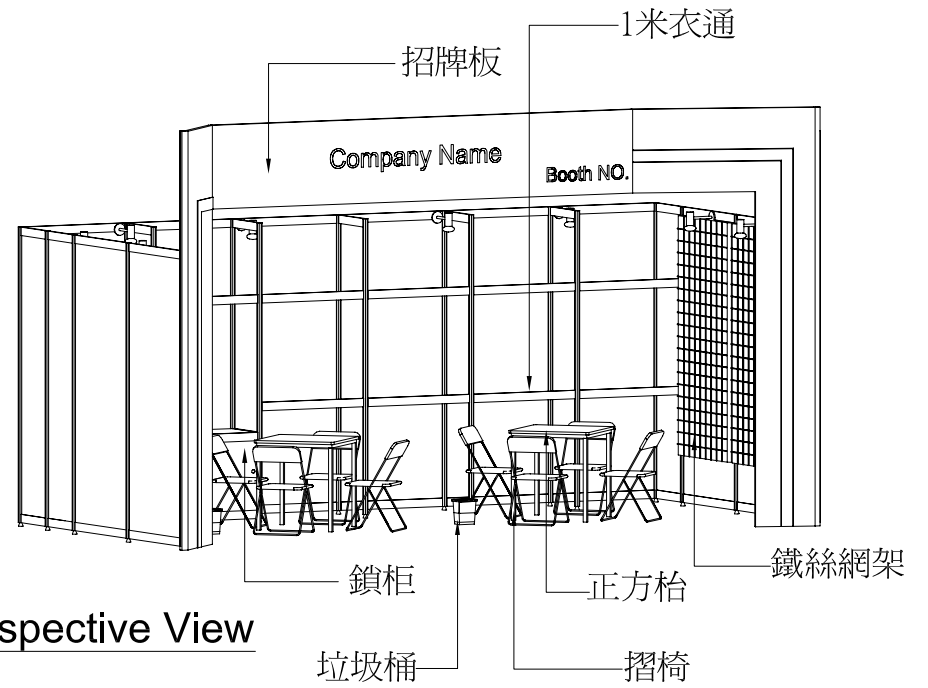 1米衣通
招牌板
Company Name
Booth NO.
鐵絲網架
鎖柜
正方枱
spective View
垃圾桶
摺椅